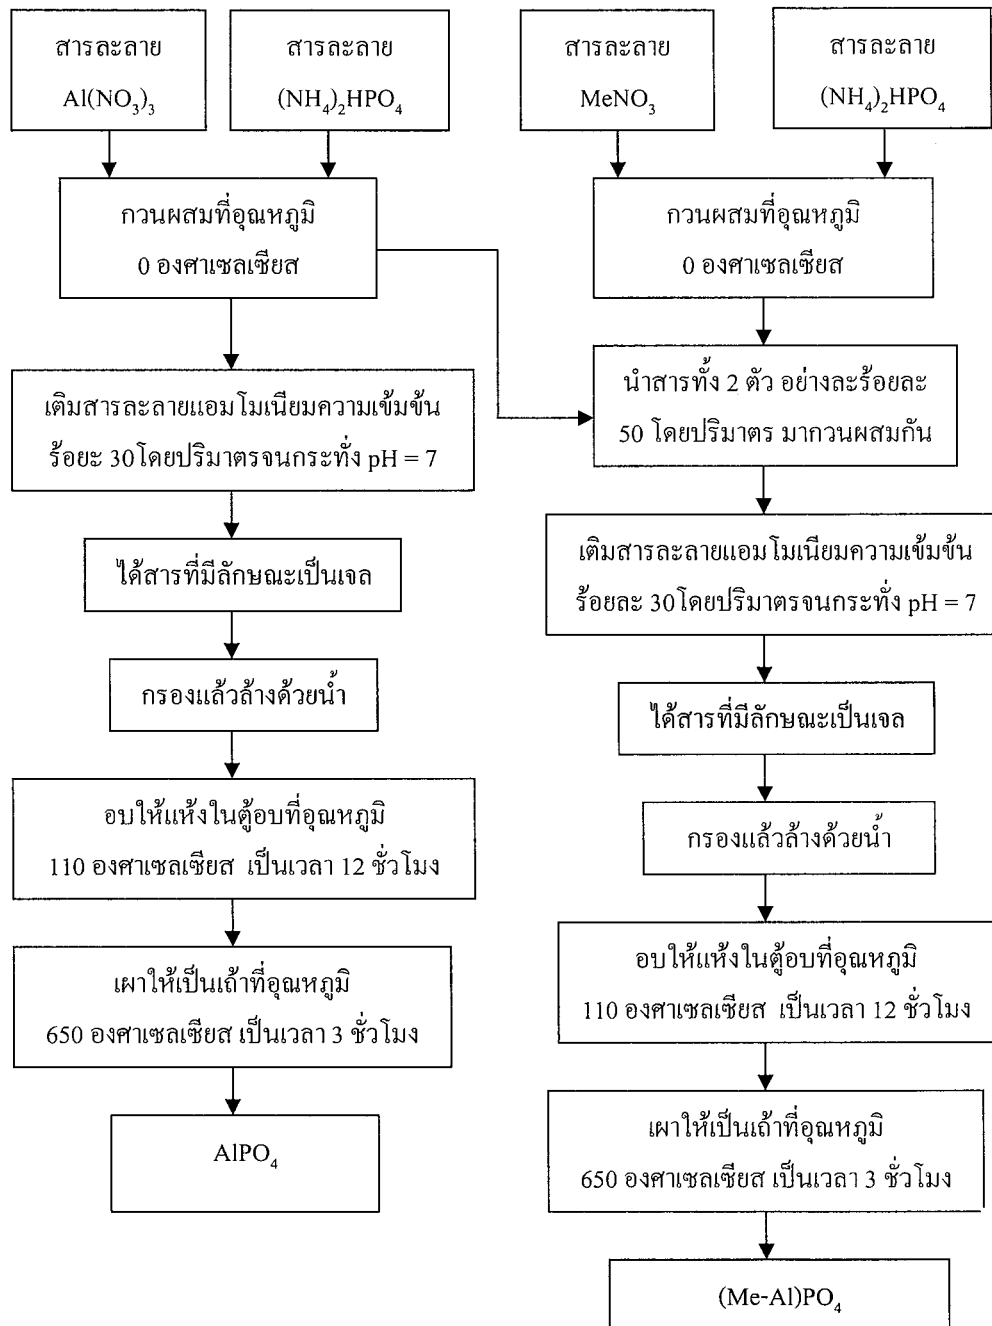 สารละลาย
Al(NO₃)₃
สารละลาย
(NH₄)₂HPO₄
สารละลาย
MeNO₃
สารละลาย
(NH₄)₂HPO₄
กวนผสมที่อุณหภูมิ
0 องศาเซลเซียส
กวนผสมที่อุณหภูมิ
0 องศาเซลเซียส
เติมสารละลายแอมโมเนียมความเข้มข้น
ร้อยะ 30 โดยปริมาตรจนกระทั่ง pH = 7
นำสารทั้ง 2 ตัว อย่างละร้อยละ
50 โดยปริมาตร มากวนผสมกัน
ได้สารที่มีลักษณะเป็นเจล
เติมสารละลายแอมโมเนียมความเข้มข้น
ร้อยละ 30 โดยปริมาตรจนกระทั่ง pH = 7
กรองแล้วล้างด้วยน้ำ
ได้สารที่มีลักษณะเป็นเจล
อบให้แห้งในตู้อบที่อุณหภูมิ
110 องศาเซลเซียส เป็นเวลา 12 ชั่วโมง
กรองแล้วล้างด้วยน้ำ
เผาให้เป็นเถ้าที่อุณหภูมิ
650 องศาเซลเซียส เป็นเวลา 3 ชั่วโมง
อบให้แห้งในตู้อบที่อุณหภูมิ
110 องศาเซลเซียส เป็นเวลา 12 ชั่วโมง
AlPO₄
เผาให้เป็นเถ้าที่อุณหภูมิ
650 องศาเซลเซียส เป็นเวลา 3 ชั่วโมง
(Me-Al)PO₄